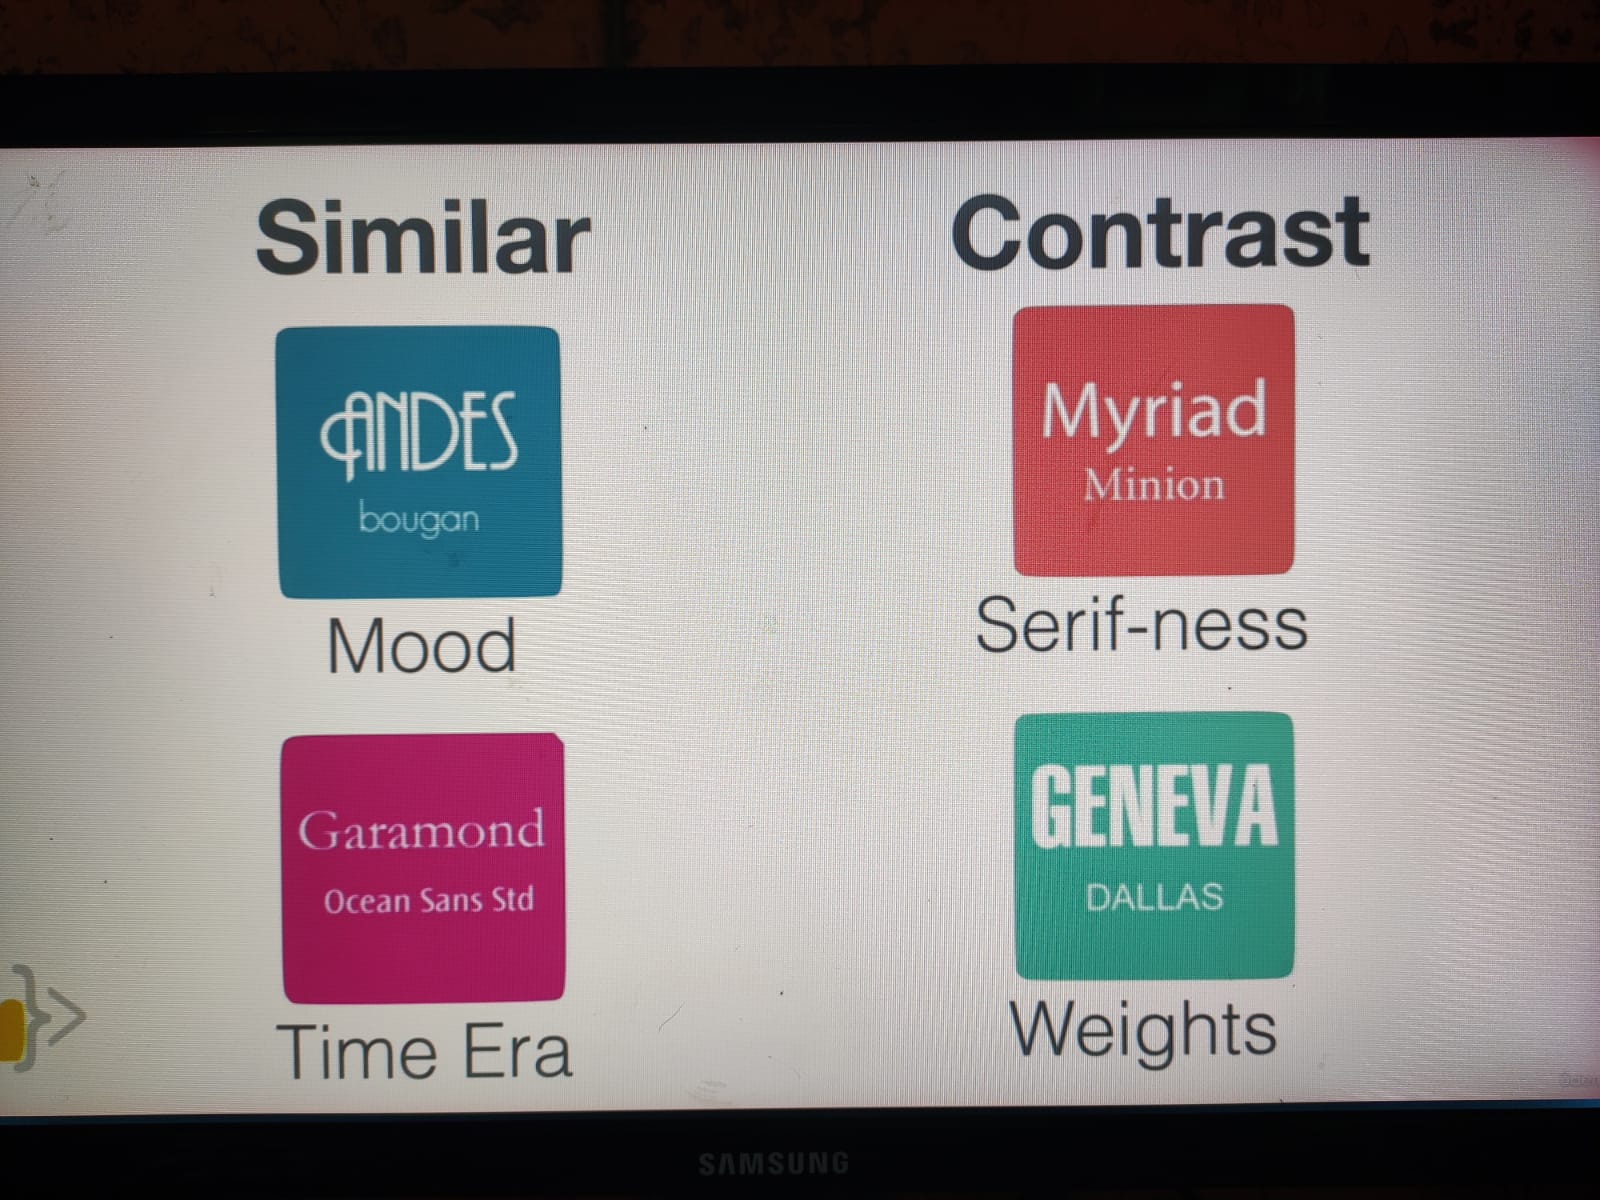 Similar
ANDES
bougan
Mood
Garamond
Ocean Sans Std
Time Era
Contrast
Myriad
Minion
Serif-ness
GENEVA
DALLAS
Weights
}>
SAMSUNG